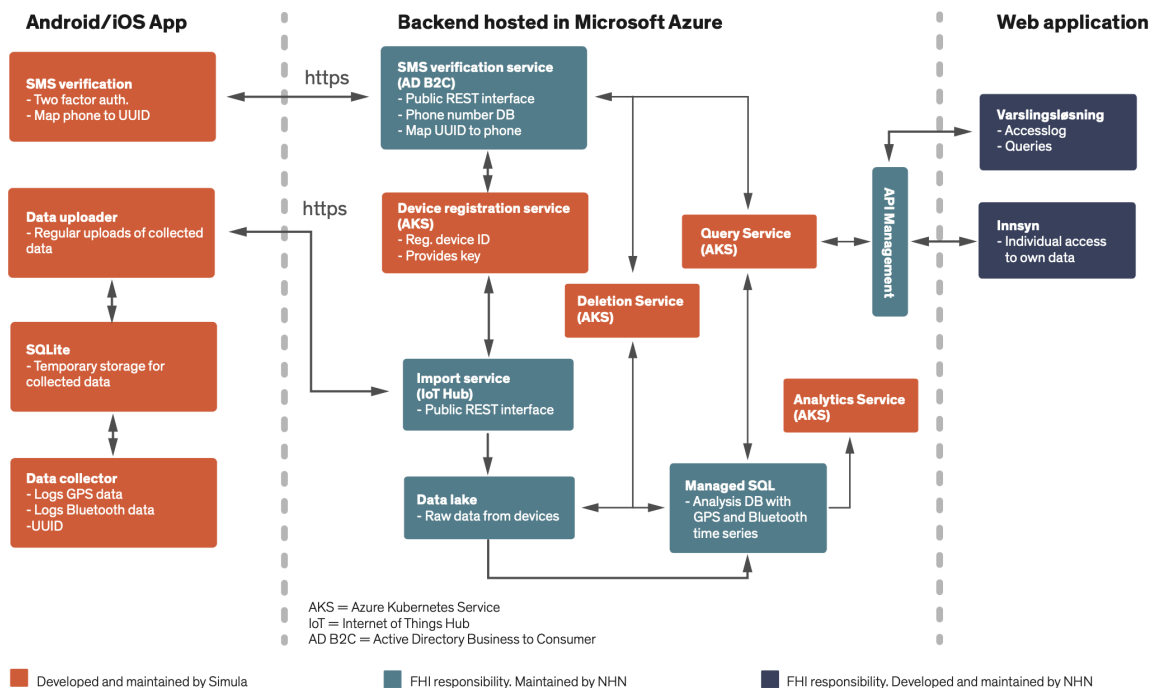 Android/iOS App
Backend hosted in Microsoft Azure
Web application
SMS verification
- Two factor auth.
- Map phone to UUID
https
SMS verification service
(AD B2C)
- Public REST interface
- Phone number DB
- Map UUID to phone
Varslingsløsning
- Accesslog
- Queries
Data uploader
- Regular uploads of collected
data
https
Device registration service
(AKS)
- Reg. device ID
- Provides key
Query Service
(AKS)
API Management
Innsyn
- Individual access
to own data
Deletion Service
(AKS)
SQLite
- Temporary storage for
collected data
Import service
(IoT Hub)
- Public REST interface
Analytics Service
(AKS)
Data collector
- Logs GPS data
- Logs Bluetooth data
-UUID
Data lake
- Raw data from devices
Managed SQL
- Analysis DB with
GPS and Bluetooth
time series
AKS = Azure Kubernetes Service
IoT = Internet of Things Hub
AD B2C = Active Directory Business to Consumer
Developed and maintained by Simula
FHI responsibility. Maintained by NHN
FHI responsibility. Developed and maintained by NHN